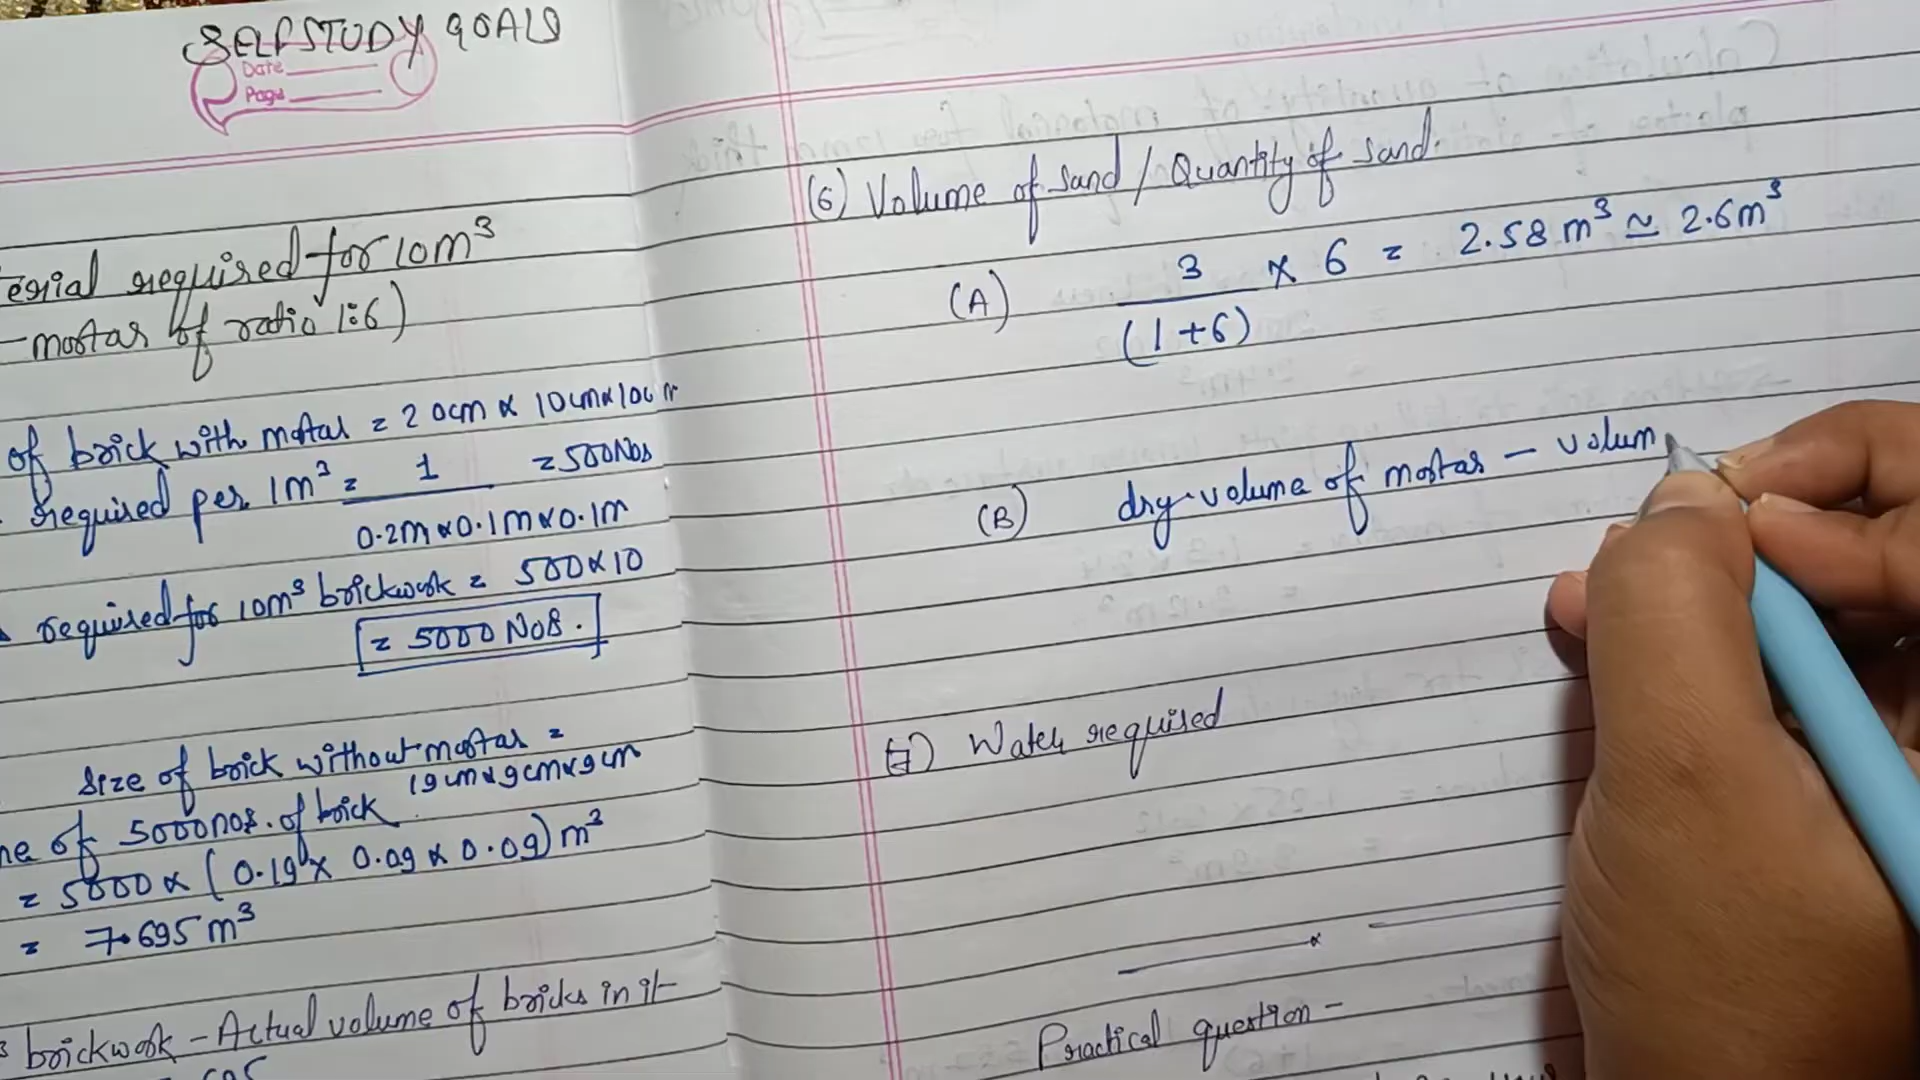 SELF STUDY GOALS
Date
Page
erial required for 10m³
-mortar of ratio 1:6)
of brick with mortar = 20cm × 10cm×10cm
required per 1m³ = 1 = 500Nos
0.2m×0.1m×0.1m
required for 10m³ brickwork = 500×10
= 5000 Nos.
Size of brick without mortar =
19cm×9cm×9cm
me of 5000nos. of brick
= 5000 × (0.19 × 0.09 × 0.09) m³
= 7.695 m³
3 brickwork - Actual volume of bricks in it
(6) Volume of sand / Quantity of sand.
(A) 3 × 6 = 2.58 m³ ≃ 2.6m³
(1+6)
(B) dry volume of mortar - volum
(7) Water required
Practical question -